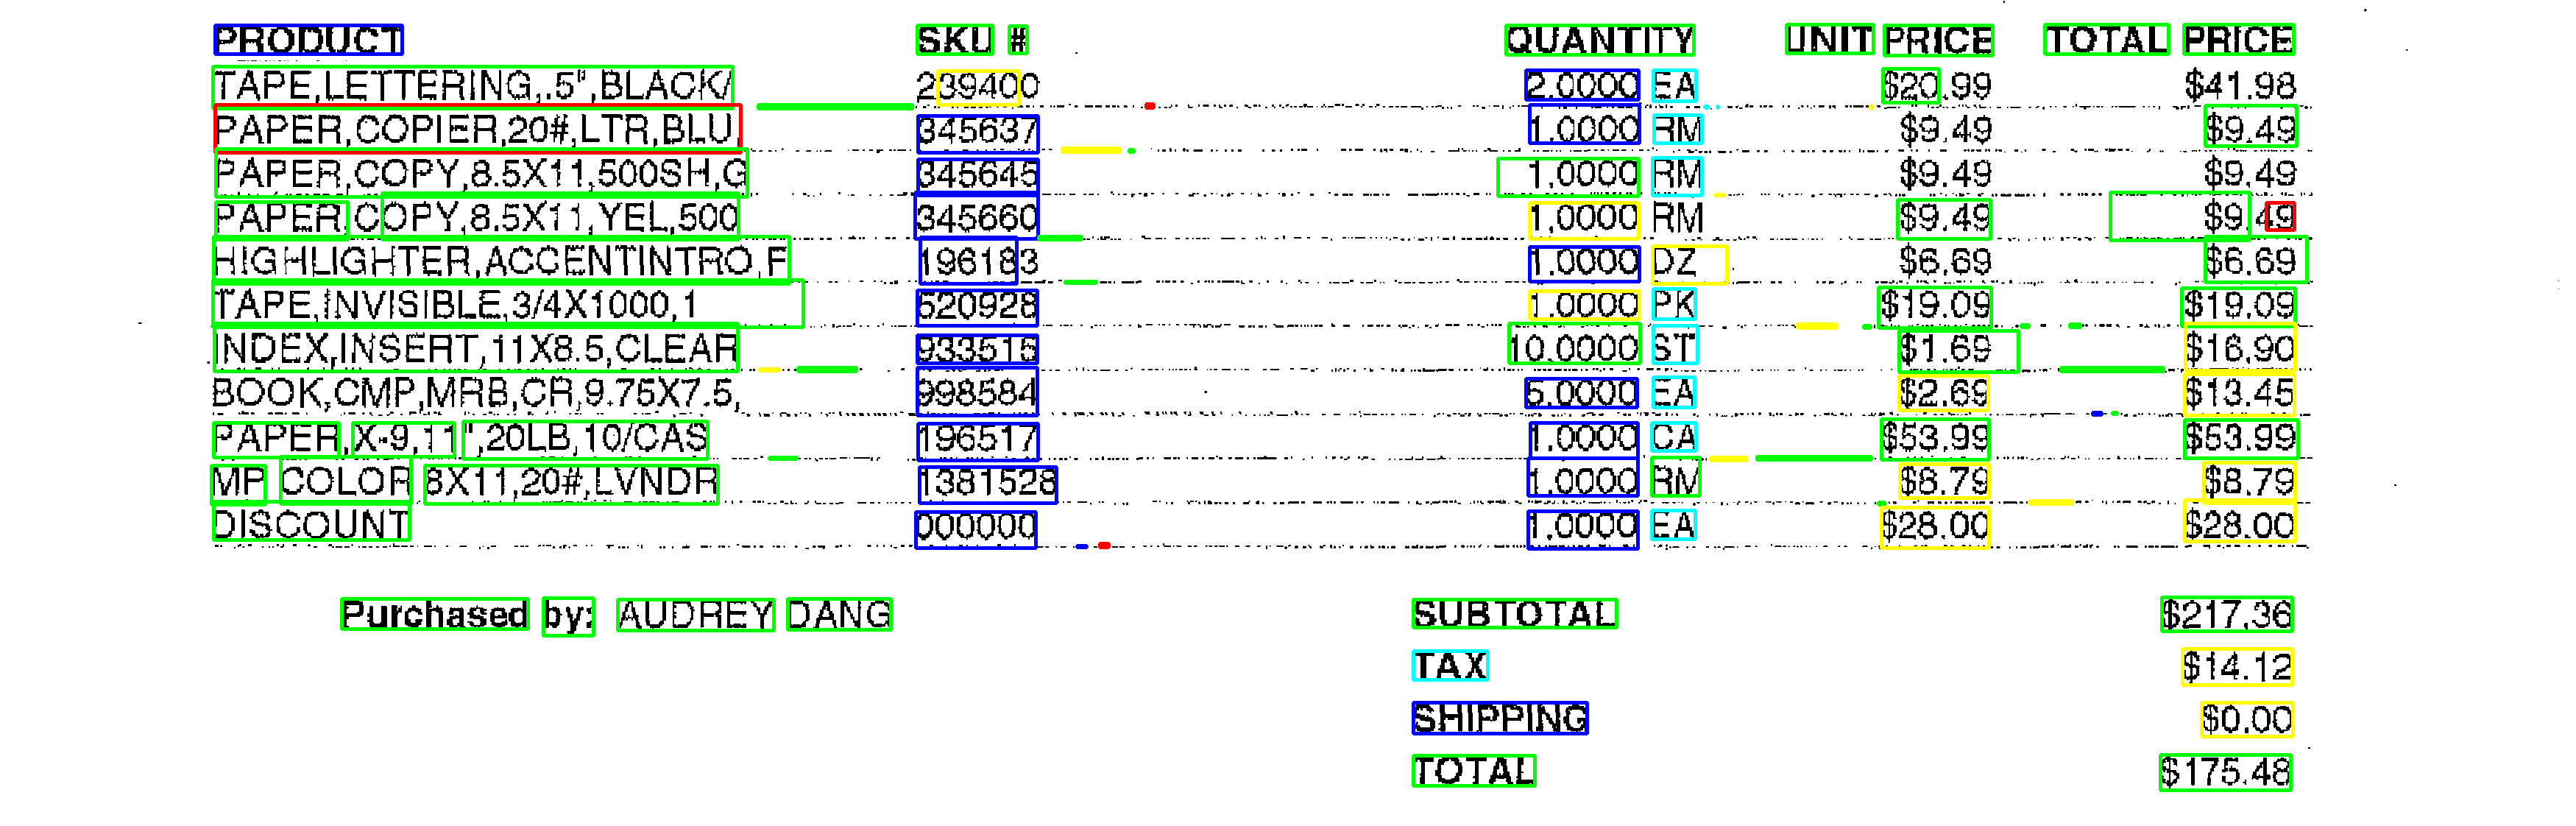 PRODUCT SKU # QUANTITY UNIT PRICE TOTAL PRICE
TAPE,LETTERING,.5",BLACK/ 239400 2.0000 EA $20.99 $41.98
PAPER,COPIER,20#,LTR,BLU 345637 1.0000 RM $9.49 $9.49
PAPER,COPY,8.5X11,500SH,G 345645 1.0000 RM $9.49 $9.49
PAPER,COPY,8.5X11,YEL,500 345660 1.0000 RM $9.49 $9.49
HIGHLIGHTER,ACCENTINTRO,F 196183 1.0000 DZ $6.69 $6.69
TAPE,INVISIBLE,3/4X1000,1 520928 1.0000 PK $19.09 $19.09
INDEX,INSERT,11X8.5,CLEAR 933515 10.0000 ST $1.69 $16.90
BOOK,CMP,MRB,CR,9.75X7.5, 998584 5.0000 EA $2.69 $13.45
PAPER,X-9,11",20LB,10/CAS 196517 1.0000 CA $53.99 $53.99
MP COLOR 8X11,20#,LVNDR 1381528 1.0000 RM $8.79 $8.79
DISCOUNT 000000 1.0000 EA $28.00 $28.00
Purchased by: AUDREY DANG SUBTOTAL $217.36
TAX $14.12
SHIPPING $0.00
TOTAL $175.48